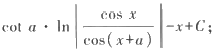 cot a · ln | cos x / cos(x+a) | −x+C;